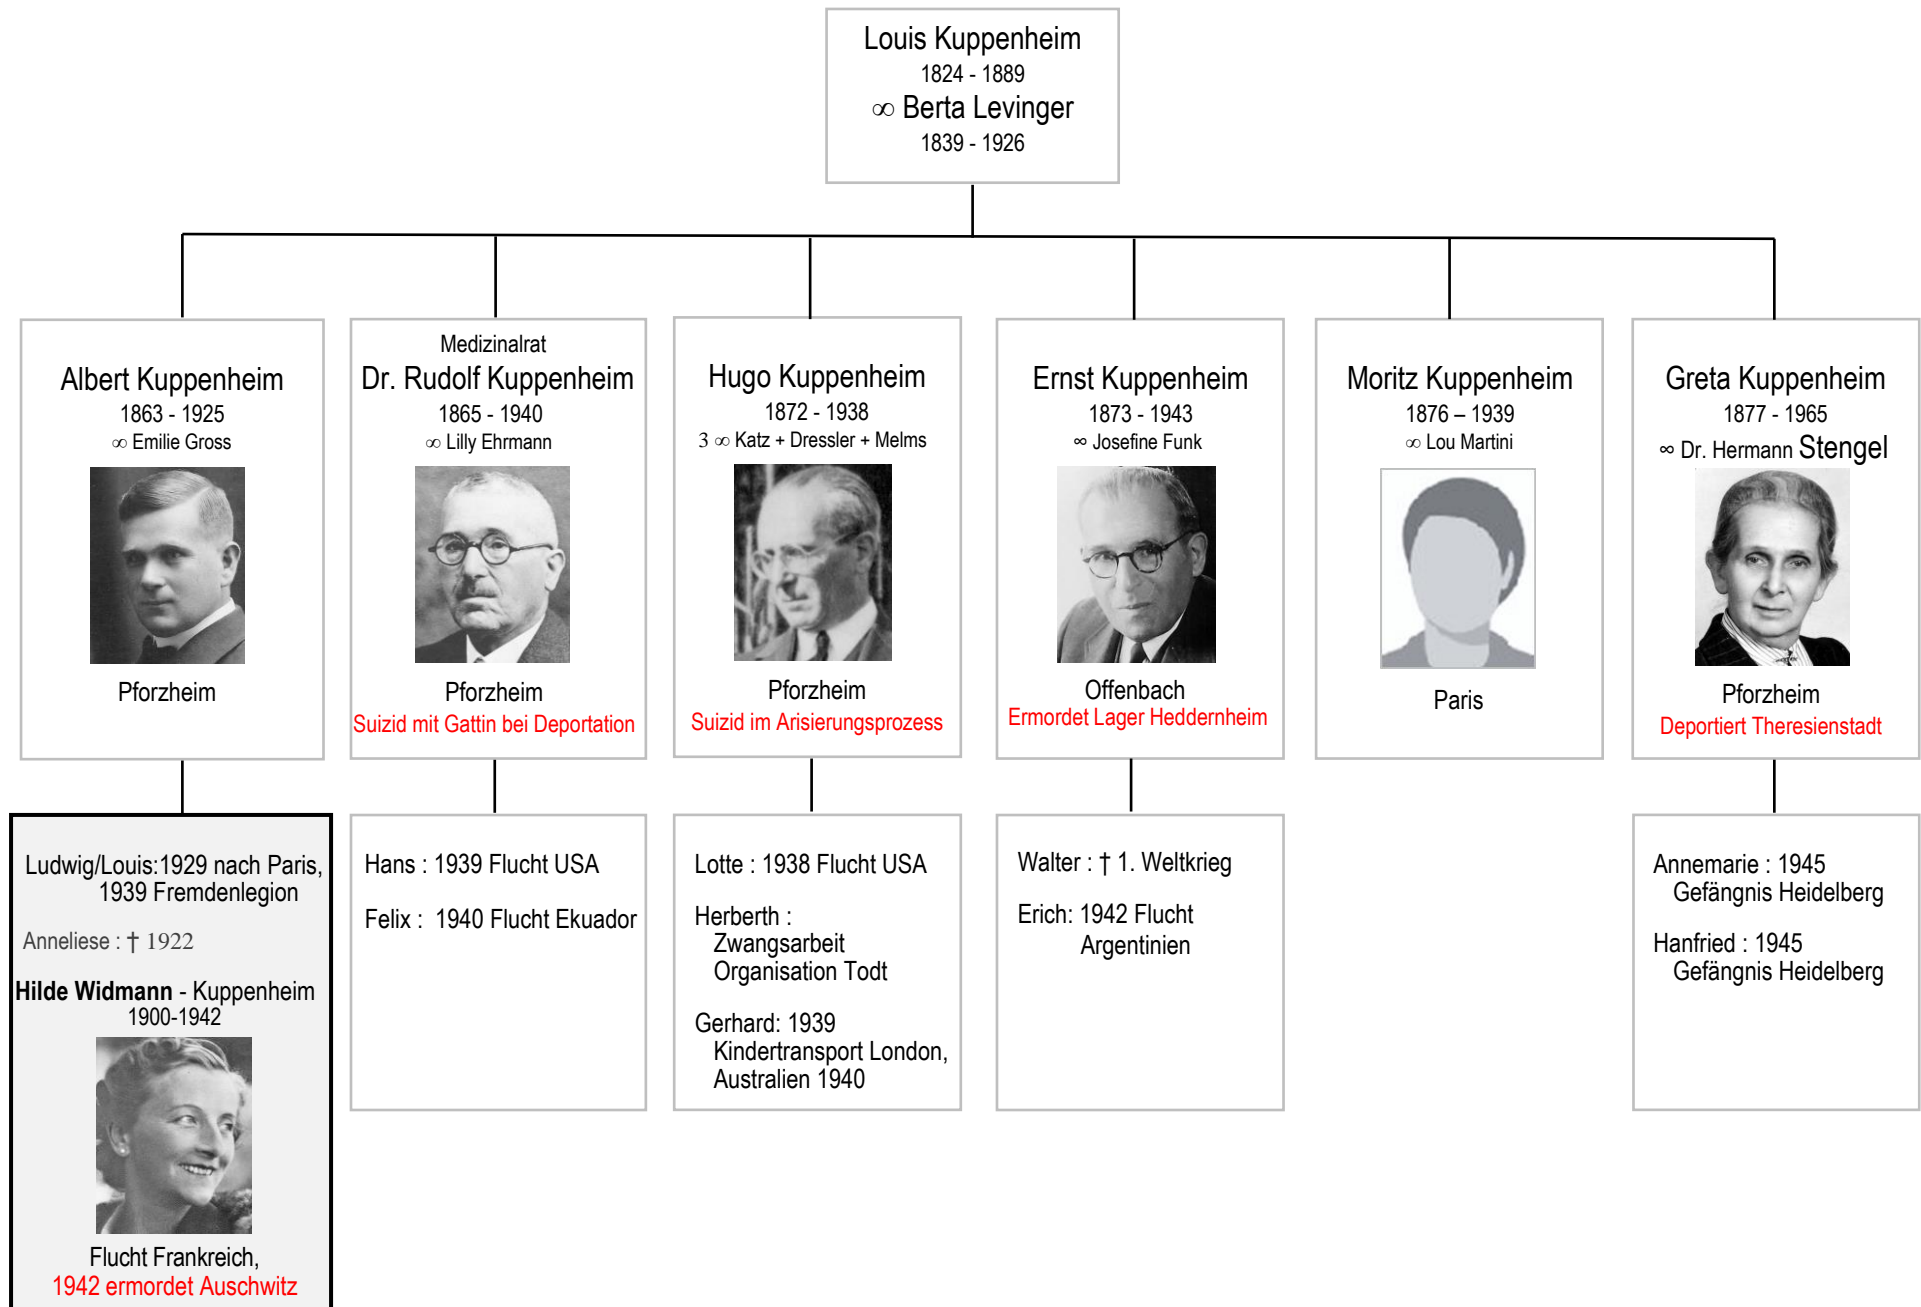 Louis Kuppenheim
1824 - 1889
∞ Berta Levinger
1839 - 1926
Albert Kuppenheim
1863 - 1925
∞ Emilie Gross
Pforzheim
Medizinalrat
Dr. Rudolf Kuppenheim
1865 - 1940
∞ Lilly Ehrmann
Pforzheim
Suizid mit Gattin bei Deportation
Hugo Kuppenheim
1872 - 1938
3 ∞ Katz + Dressler + Melms
Pforzheim
Suizid im Arisierungsprozess
Ernst Kuppenheim
1873 - 1943
∞ Josefine Funk
Offenbach
Ermordet Lager Heddernheim
Moritz Kuppenheim
1876 – 1939
∞ Lou Martini
Paris
Greta Kuppenheim
1877 - 1965
∞ Dr. Hermann Stengel
Pforzheim
Deportiert Theresienstadt
Ludwig/Louis:1929 nach Paris,
1939 Fremdenlegion
Anneliese : † 1922
Hilde Widmann - Kuppenheim
1900-1942
Flucht Frankreich,
1942 ermordet Auschwitz
Hans : 1939 Flucht USA
Felix : 1940 Flucht Ekuador
Lotte : 1938 Flucht USA
Herberth :
Zwangsarbeit
Organisation Todt
Gerhard: 1939
Kindertransport London,
Australien 1940
Walter : † 1. Weltkrieg
Erich: 1942 Flucht
Argentinien
Annemarie : 1945
Gefängnis Heidelberg
Hanfried : 1945
Gefängnis Heidelberg